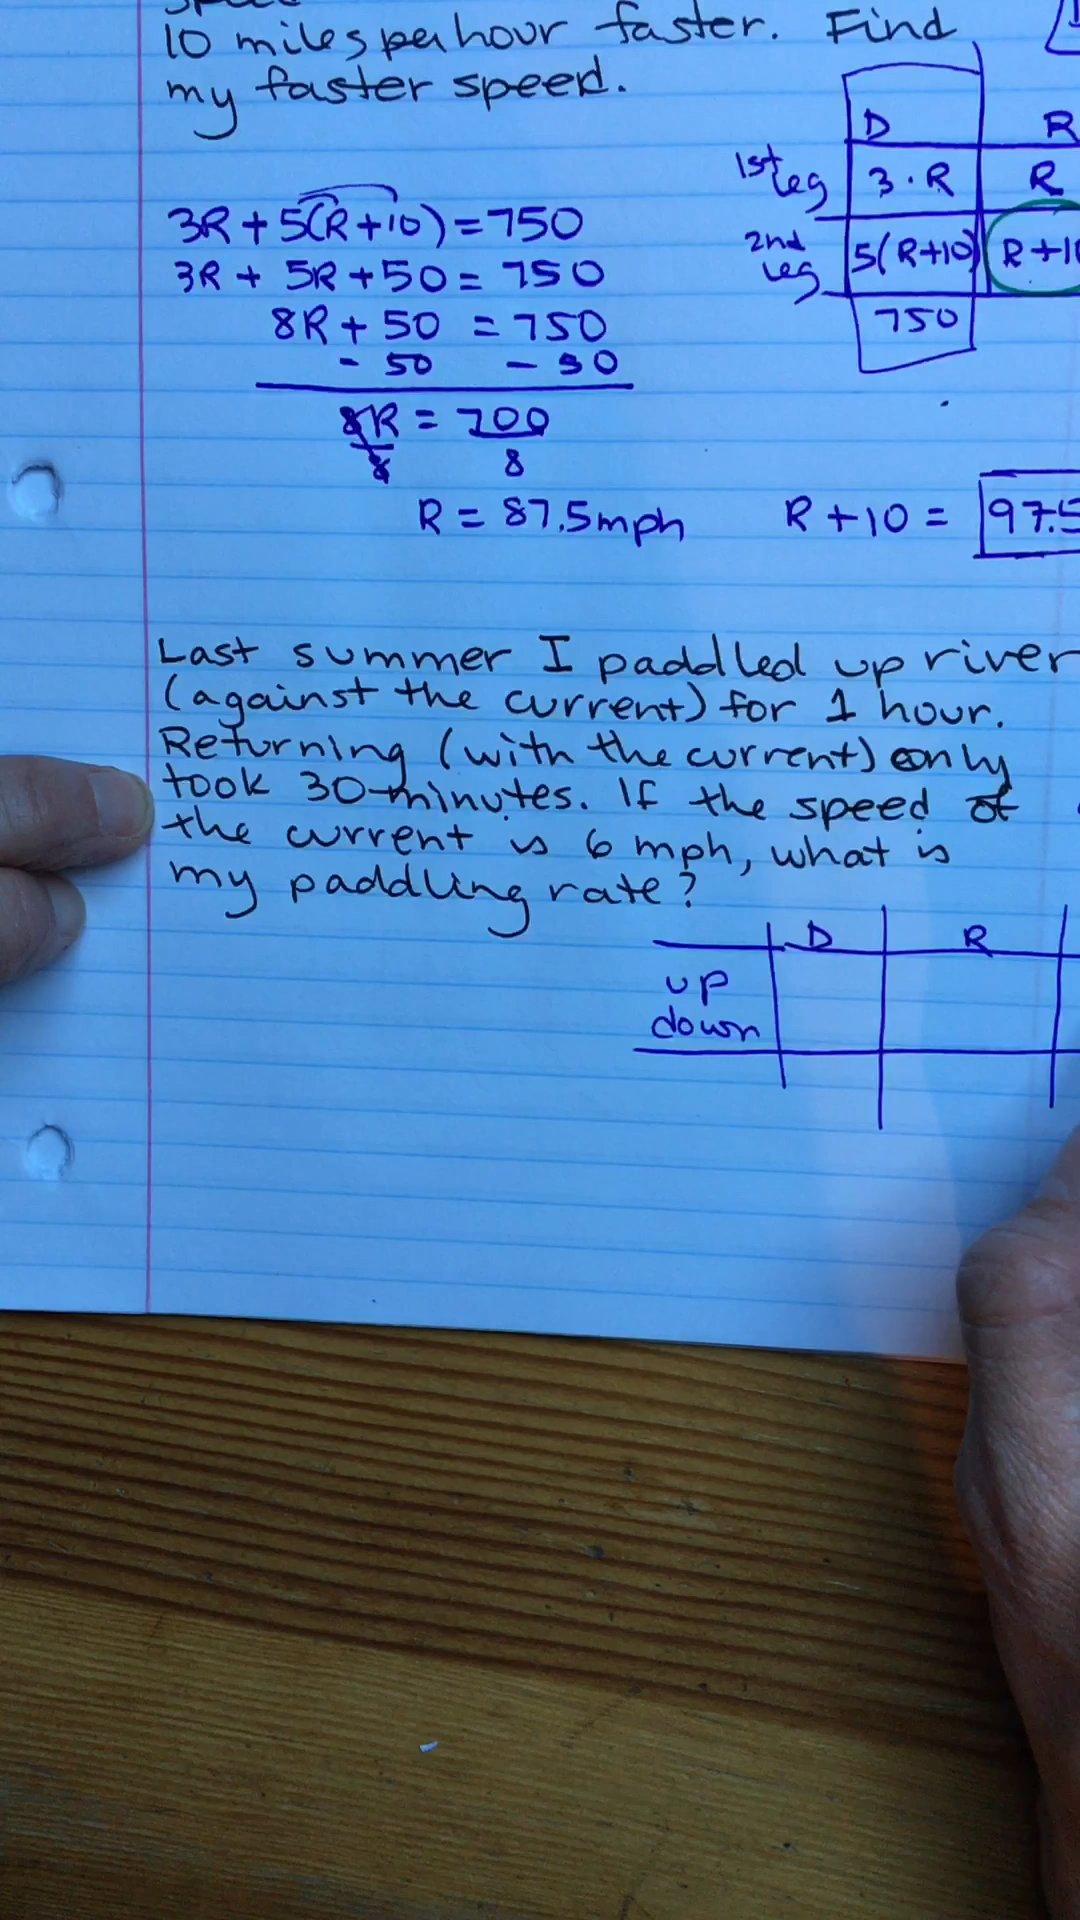 10 miles per hour faster. Find
my faster speed.
D R
1st leg 3·R R
2nd leg 5(R+10) R+10
750
3R+5(R+10)=750
3R + 5R+50 = 750
8R + 50 = 750
- 50 - 50
8R = 700
8 8
R = 87.5mph R+10 = 97.5
Last summer I paddled up river
(against the current) for 1 hour.
Returning (with the current) only
took 30 minutes. If the speed of
the current is 6 mph, what is
my paddling rate?
D R
up
down